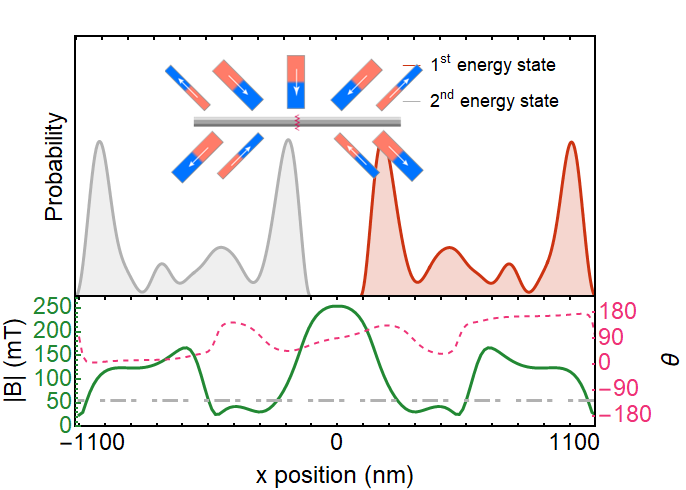 1st energy state
2nd energy state
Probability
250
200
150
100
50
0
|B| (mT)
180
90
0
−90
−180
θ
−1100 0 1100
x position (nm)